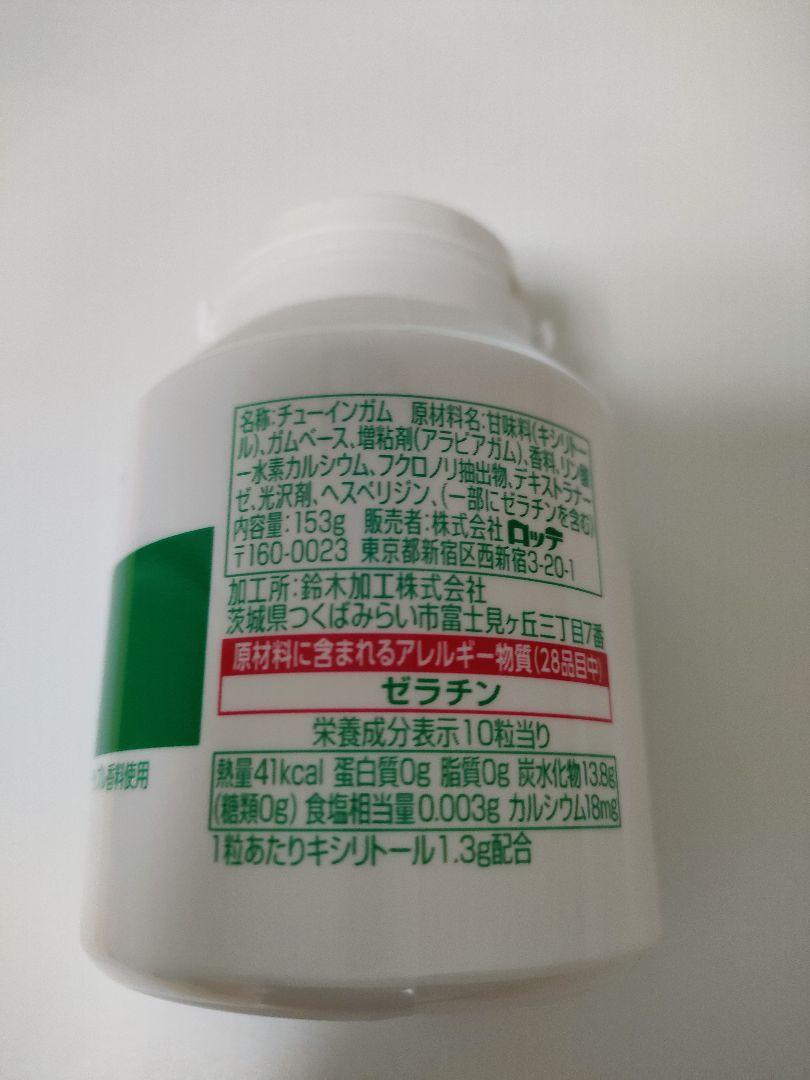 名称:チューインガム 原材料名:甘味料(キシリトー
ル)、ガムベース、増粘剤(アラビアガム)、香料、リン酸
一水素カルシウム、フクロノリ抽出物、デキストラナー
ゼ、光沢剤、ヘスペリジン、(一部にゼラチンを含む)
内容量:153g 販売者:株式会社 ロッテ
〒160-0023 東京都新宿区西新宿3-20-1
加工所:鈴木加工株式会社
茨城県つくばみらい市富士見ヶ丘三丁目7番
原材料に含まれるアレルギー物質(28品目中)
ゼラチン
栄養成分表示10粒当り
熱量41kcal 蛋白質0g 脂質0g 炭水化物13.8g
(糖類0g) 食塩相当量0.003g カルシウム18mg
1粒あたりキシリトール1.3g配合
香料使用